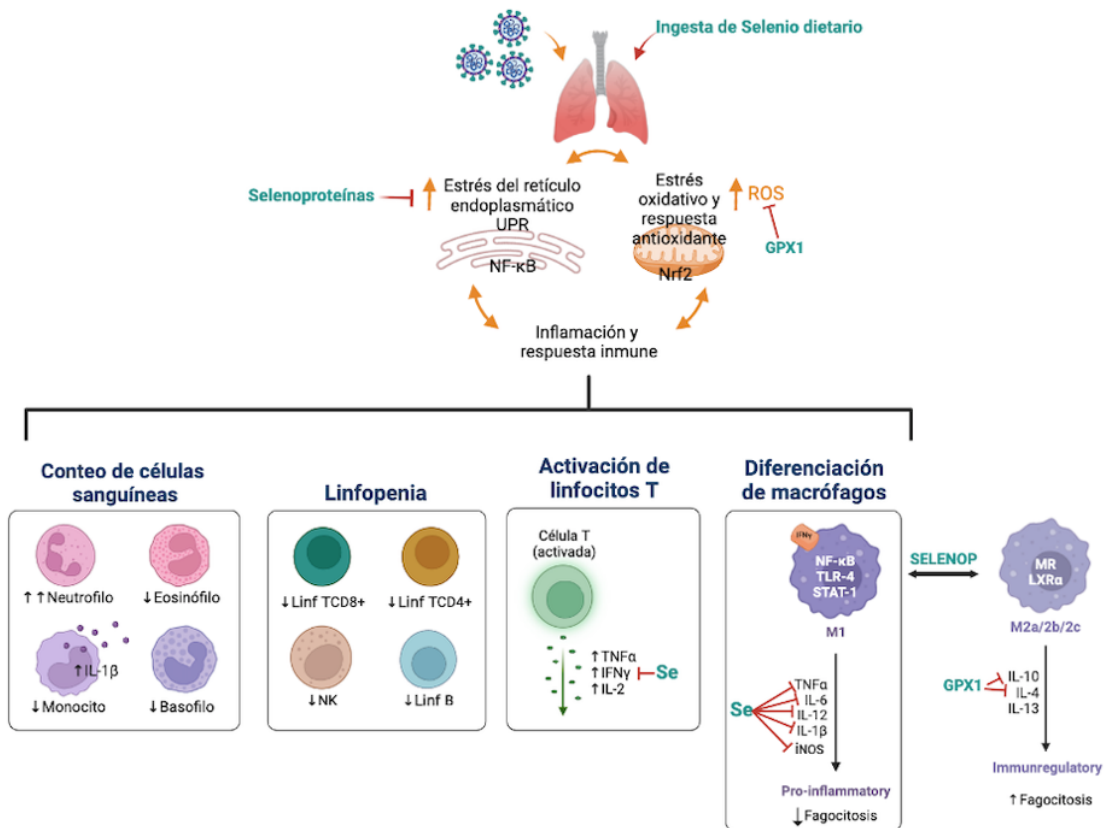 Ingesta de Selenio dietario
Selenoproteínas
Estrés del retículo
endoplasmático
UPR
NF-κB
Estrés
oxidativo y
respuesta
antioxidante
Nrf2
ROS
GPX1
Inflamación y
respuesta inmune
Conteo de células
sanguíneas
↑↑Neutrofilo
↓Eosinófilo
↑IL-1β
↓Monocito
↓Basofilo
Linfopenia
↓Linf TCD8+
↓Linf TCD4+
↓NK
↓Linf B
Activación de
linfocitos T
Célula T
(activada)
↑TNFα
↑IFNγ
↑IL-2
Se
Diferenciación
de macrófagos
IFNγ
NF-κB
TLR-4
STAT-1
M1
Se
TNFα
IL-6
IL-12
IL-1β
iNOS
Pro-inflammatory
↓Fagocitosis
SELENOP
MR
LXRα
M2a/2b/2c
GPX1
IL-10
IL-4
IL-13
Immunregulatory
↑Fagocitosis